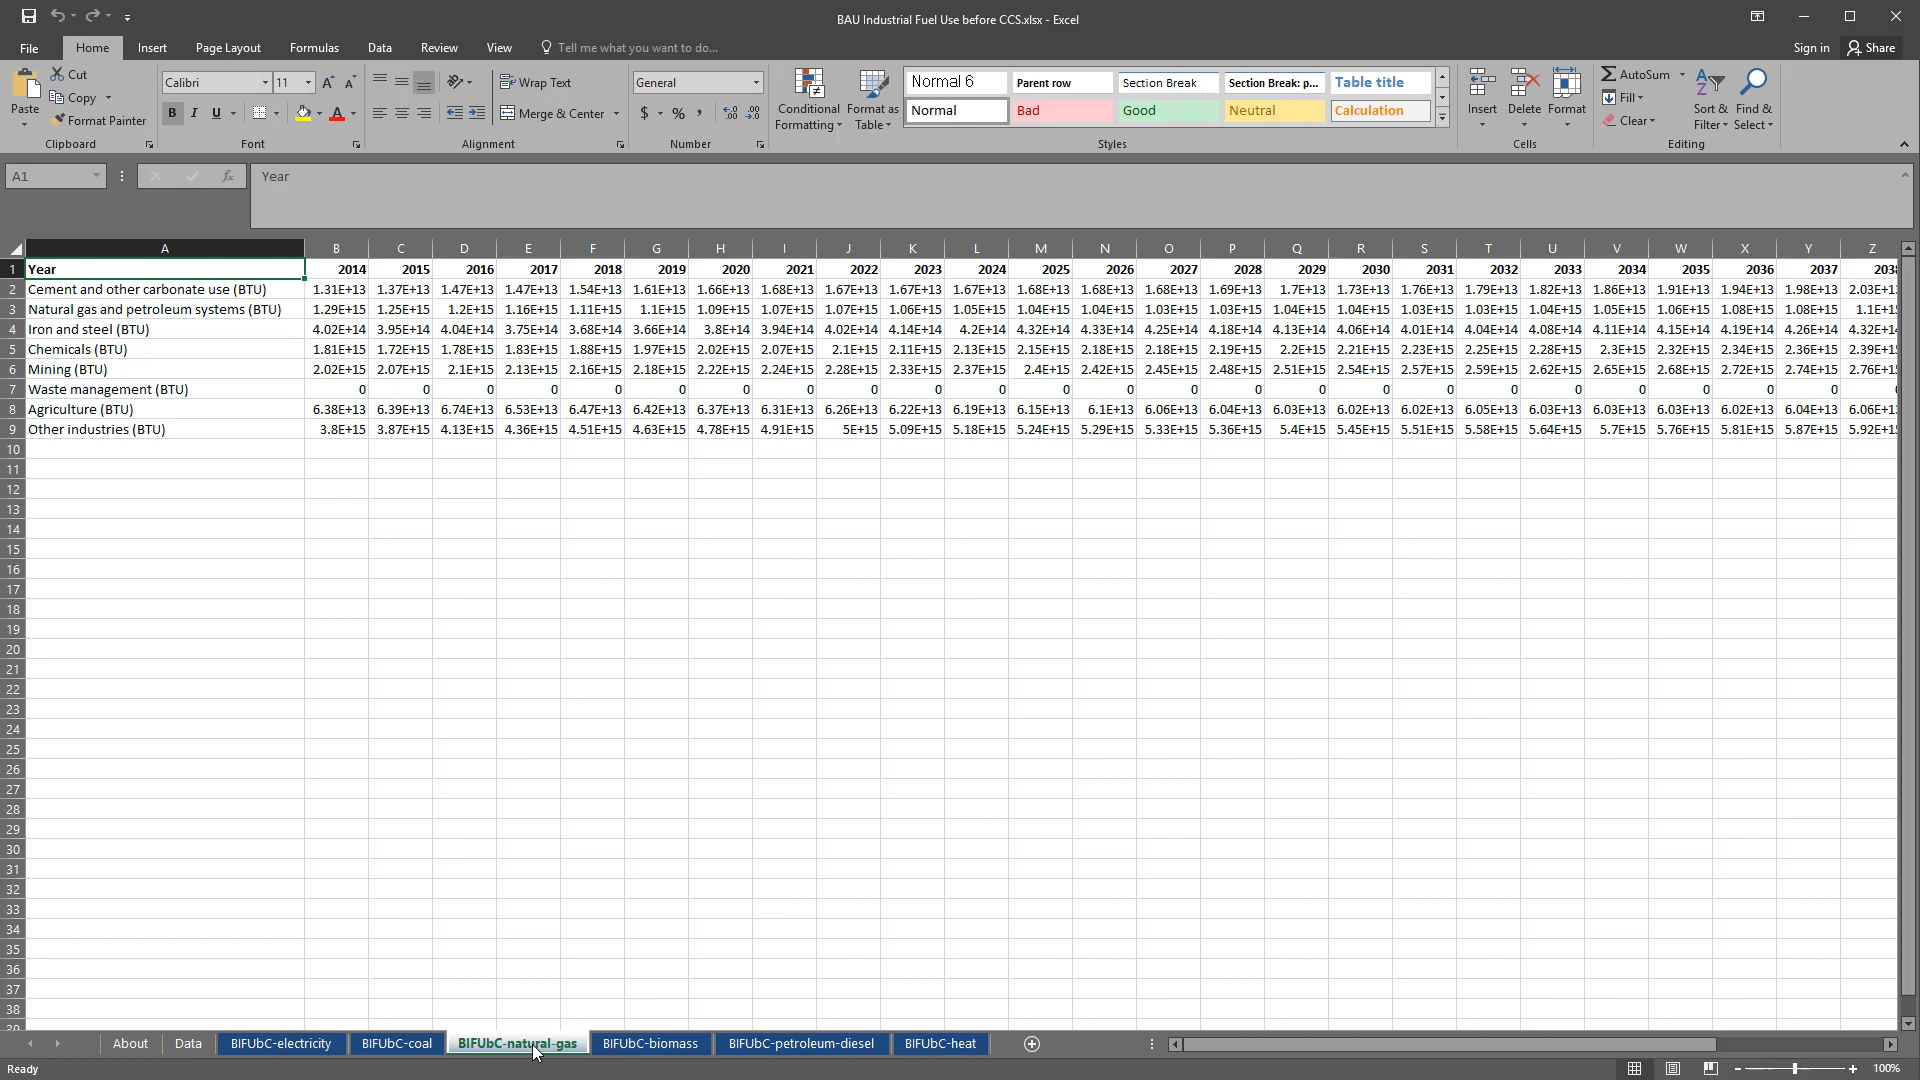 BAU Industrial Fuel Use before CCS.xlsx - Excel
File Home Insert Page Layout Formulas Data Review View Tell me what you want to do... Sign in Share
Paste Cut Copy Format Painter Clipboard
Calibri 11 B I U A Font
Wrap Text Merge & Center Alignment
General $ % , Number
Conditional Formatting Format as Table
Normal 6 Parent row Section Break Section Break: p... Table title
Normal Bad Good Neutral Calculation
Styles
Insert Delete Format Cells
AutoSum Fill Clear Sort & Filter Find & Select Editing
A1 fx Year
A B C D E F G H I J K L M N O P Q R S T U V W X Y Z
1 Year 2014 2015 2016 2017 2018 2019 2020 2021 2022 2023 2024 2025 2026 2027 2028 2029 2030 2031 2032 2033 2034 2035 2036 2037 2038
2 Cement and other carbonate use (BTU) 1.31E+13 1.37E+13 1.47E+13 1.47E+13 1.54E+13 1.61E+13 1.66E+13 1.68E+13 1.67E+13 1.67E+13 1.67E+13 1.68E+13 1.68E+13 1.68E+13 1.69E+13 1.7E+13 1.73E+13 1.76E+13 1.79E+13 1.82E+13 1.86E+13 1.91E+13 1.94E+13 1.98E+13 2.03E+13
3 Natural gas and petroleum systems (BTU) 1.29E+15 1.25E+15 1.2E+15 1.16E+15 1.11E+15 1.1E+15 1.09E+15 1.07E+15 1.07E+15 1.06E+15 1.05E+15 1.04E+15 1.04E+15 1.03E+15 1.03E+15 1.04E+15 1.04E+15 1.03E+15 1.03E+15 1.04E+15 1.05E+15 1.06E+15 1.08E+15 1.08E+15 1.1E+15
4 Iron and steel (BTU) 4.02E+14 3.95E+14 4.04E+14 3.75E+14 3.68E+14 3.66E+14 3.8E+14 3.94E+14 4.02E+14 4.14E+14 4.2E+14 4.32E+14 4.33E+14 4.25E+14 4.18E+14 4.13E+14 4.06E+14 4.01E+14 4.04E+14 4.08E+14 4.11E+14 4.15E+14 4.19E+14 4.26E+14 4.32E+14
5 Chemicals (BTU) 1.81E+15 1.72E+15 1.78E+15 1.83E+15 1.88E+15 1.97E+15 2.02E+15 2.07E+15 2.1E+15 2.11E+15 2.13E+15 2.15E+15 2.18E+15 2.18E+15 2.19E+15 2.2E+15 2.21E+15 2.23E+15 2.25E+15 2.28E+15 2.3E+15 2.32E+15 2.34E+15 2.36E+15 2.39E+15
6 Mining (BTU) 2.02E+15 2.07E+15 2.1E+15 2.13E+15 2.16E+15 2.18E+15 2.22E+15 2.24E+15 2.28E+15 2.33E+15 2.37E+15 2.4E+15 2.42E+15 2.45E+15 2.48E+15 2.51E+15 2.54E+15 2.57E+15 2.59E+15 2.62E+15 2.65E+15 2.68E+15 2.72E+15 2.74E+15 2.76E+15
7 Waste management (BTU) 0 0 0 0 0 0 0 0 0 0 0 0 0 0 0 0 0 0 0 0 0 0 0 0 0
8 Agriculture (BTU) 6.38E+13 6.39E+13 6.74E+13 6.53E+13 6.47E+13 6.42E+13 6.37E+13 6.31E+13 6.26E+13 6.22E+13 6.19E+13 6.15E+13 6.1E+13 6.06E+13 6.04E+13 6.03E+13 6.02E+13 6.02E+13 6.05E+13 6.03E+13 6.03E+13 6.03E+13 6.02E+13 6.04E+13 6.06E+13
9 Other industries (BTU) 3.8E+15 3.87E+15 4.13E+15 4.36E+15 4.51E+15 4.63E+15 4.78E+15 4.91E+15 5E+15 5.09E+15 5.18E+15 5.24E+15 5.29E+15 5.33E+15 5.36E+15 5.4E+15 5.45E+15 5.51E+15 5.58E+15 5.64E+15 5.7E+15 5.76E+15 5.81E+15 5.87E+15 5.92E+15
10
11
12
13
14
15
16
17
18
19
20
21
22
23
24
25
26
27
28
29
30
31
32
33
34
35
36
37
38
39
About Data BIFUbC-electricity BIFUbC-coal BIFUbC-natural-gas BIFUbC-biomass BIFUbC-petroleum-diesel BIFUbC-heat
Ready 100%